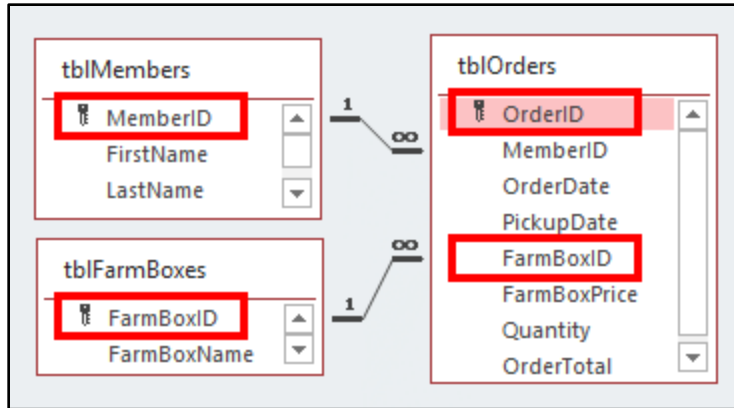 tblMembers
MemberID
FirstName
LastName
1
∞
tblOrders
OrderID
MemberID
OrderDate
PickupDate
FarmBoxID
FarmBoxPrice
Quantity
OrderTotal
tblFarmBoxes
FarmBoxID
FarmBoxName
1
∞